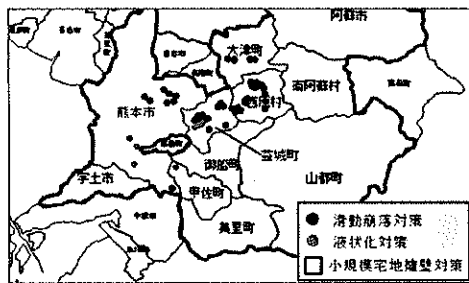 阿蘇市
大津町
南阿蘇村
西原村
熊本市
益城町
御船町
山都町
宇土市
甲佐町
美里町
滑動崩落対策
液状化対策
小規模宅地擁壁対策